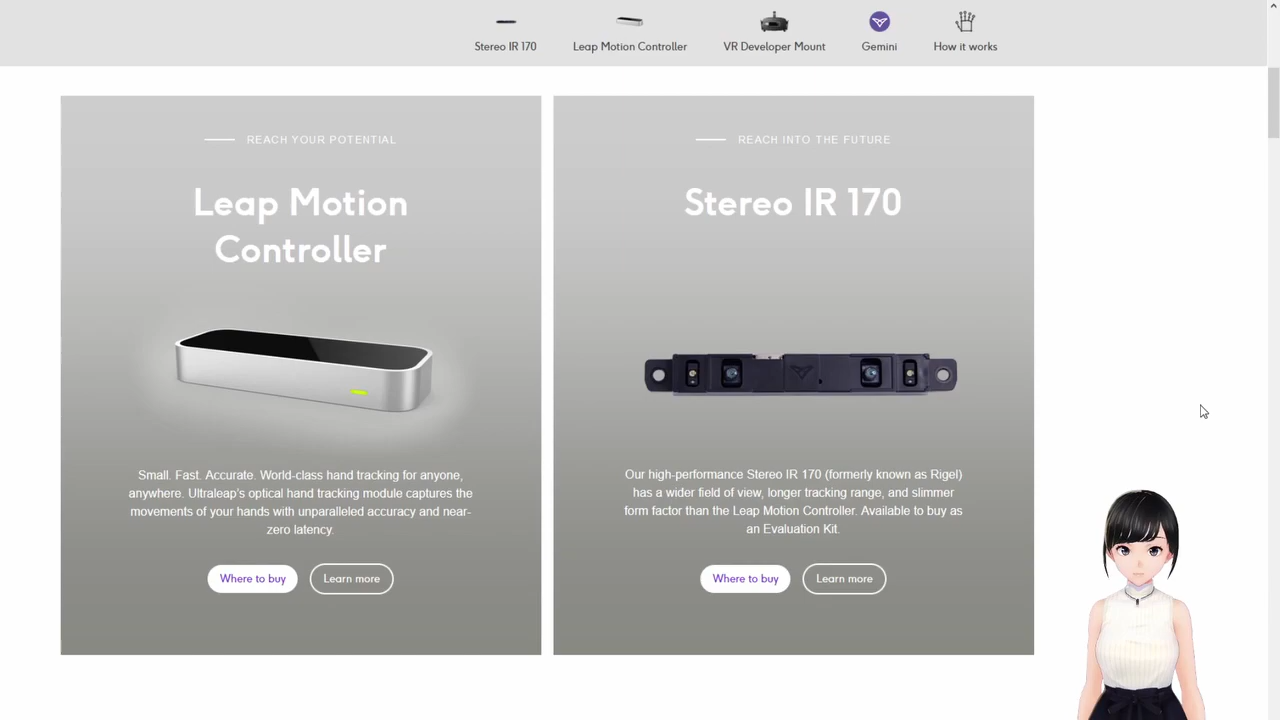 Stereo IR 170
Leap Motion Controller
VR Developer Mount
Gemini
How it works
REACH YOUR POTENTIAL
Leap Motion
Controller
Small. Fast. Accurate. World-class hand tracking for anyone,
anywhere. Ultraleap's optical hand tracking module captures the
movements of your hands with unparalleled accuracy and near-
zero latency.
Where to buy
Learn more
REACH INTO THE FUTURE
Stereo IR 170
Our high-performance Stereo IR 170 (formerly known as Rigel)
has a wider field of view, longer tracking range, and slimmer
form factor than the Leap Motion Controller. Available to buy as
an Evaluation Kit.
Where to buy
Learn more